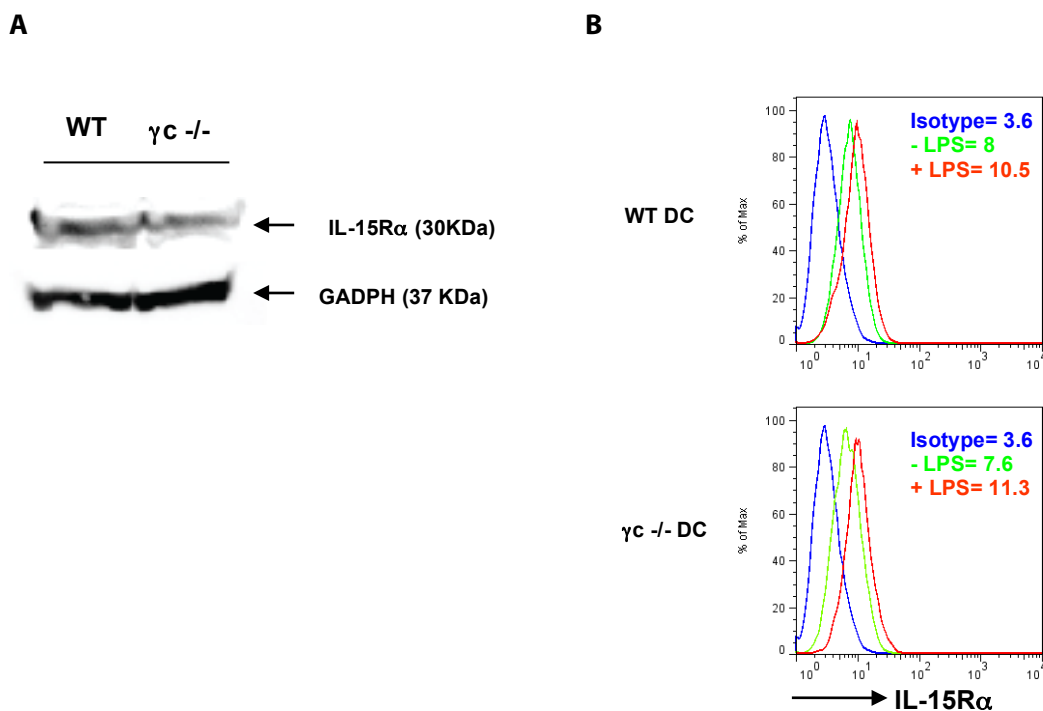 A
WT γc -/-
IL-15Rα (30KDa)
GADPH (37 KDa)
B
WT DC
% of Max
100
80
60
40
20
0
Isotype= 3.6
- LPS= 8
+ LPS= 10.5
10⁰ 10¹ 10² 10³ 10⁴
γc -/- DC
% of Max
100
80
60
40
20
0
Isotype= 3.6
- LPS= 7.6
+ LPS= 11.3
10⁰ 10¹ 10² 10³ 10⁴
IL-15Rα